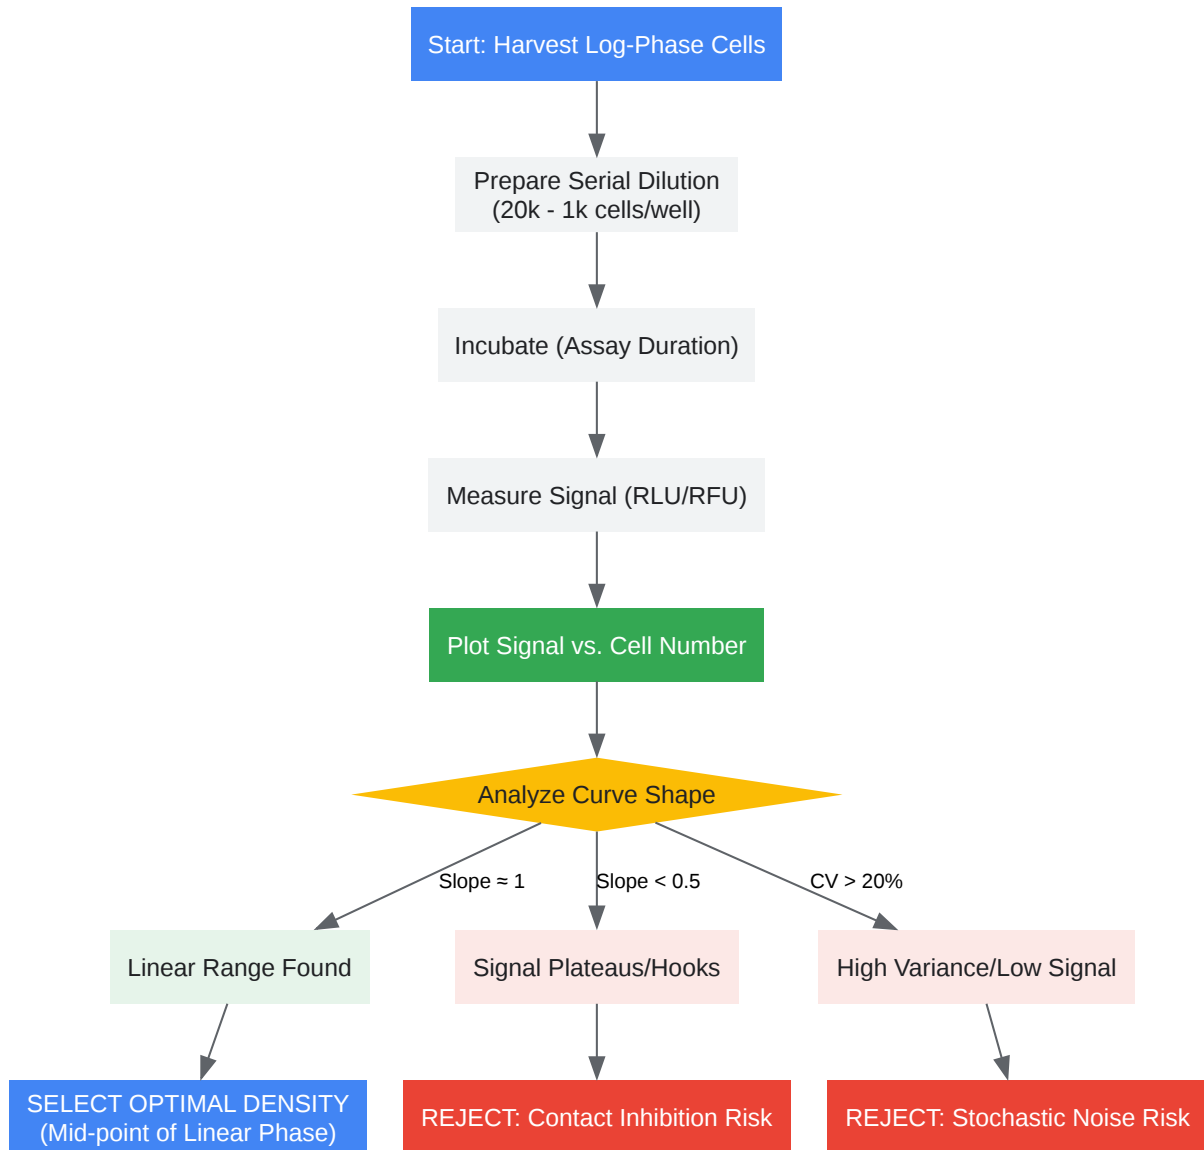 Start: Harvest Log-Phase Cells
Prepare Serial Dilution
(20k - 1k cells/well)
Incubate (Assay Duration)
Measure Signal (RLU/RFU)
Plot Signal vs. Cell Number
Analyze Curve Shape
Slope ≈ 1
Slope < 0.5
CV > 20%
Linear Range Found
Signal Plateaus/Hooks
High Variance/Low Signal
SELECT OPTIMAL DENSITY
(Mid-point of Linear Phase)
REJECT: Contact Inhibition Risk
REJECT: Stochastic Noise Risk